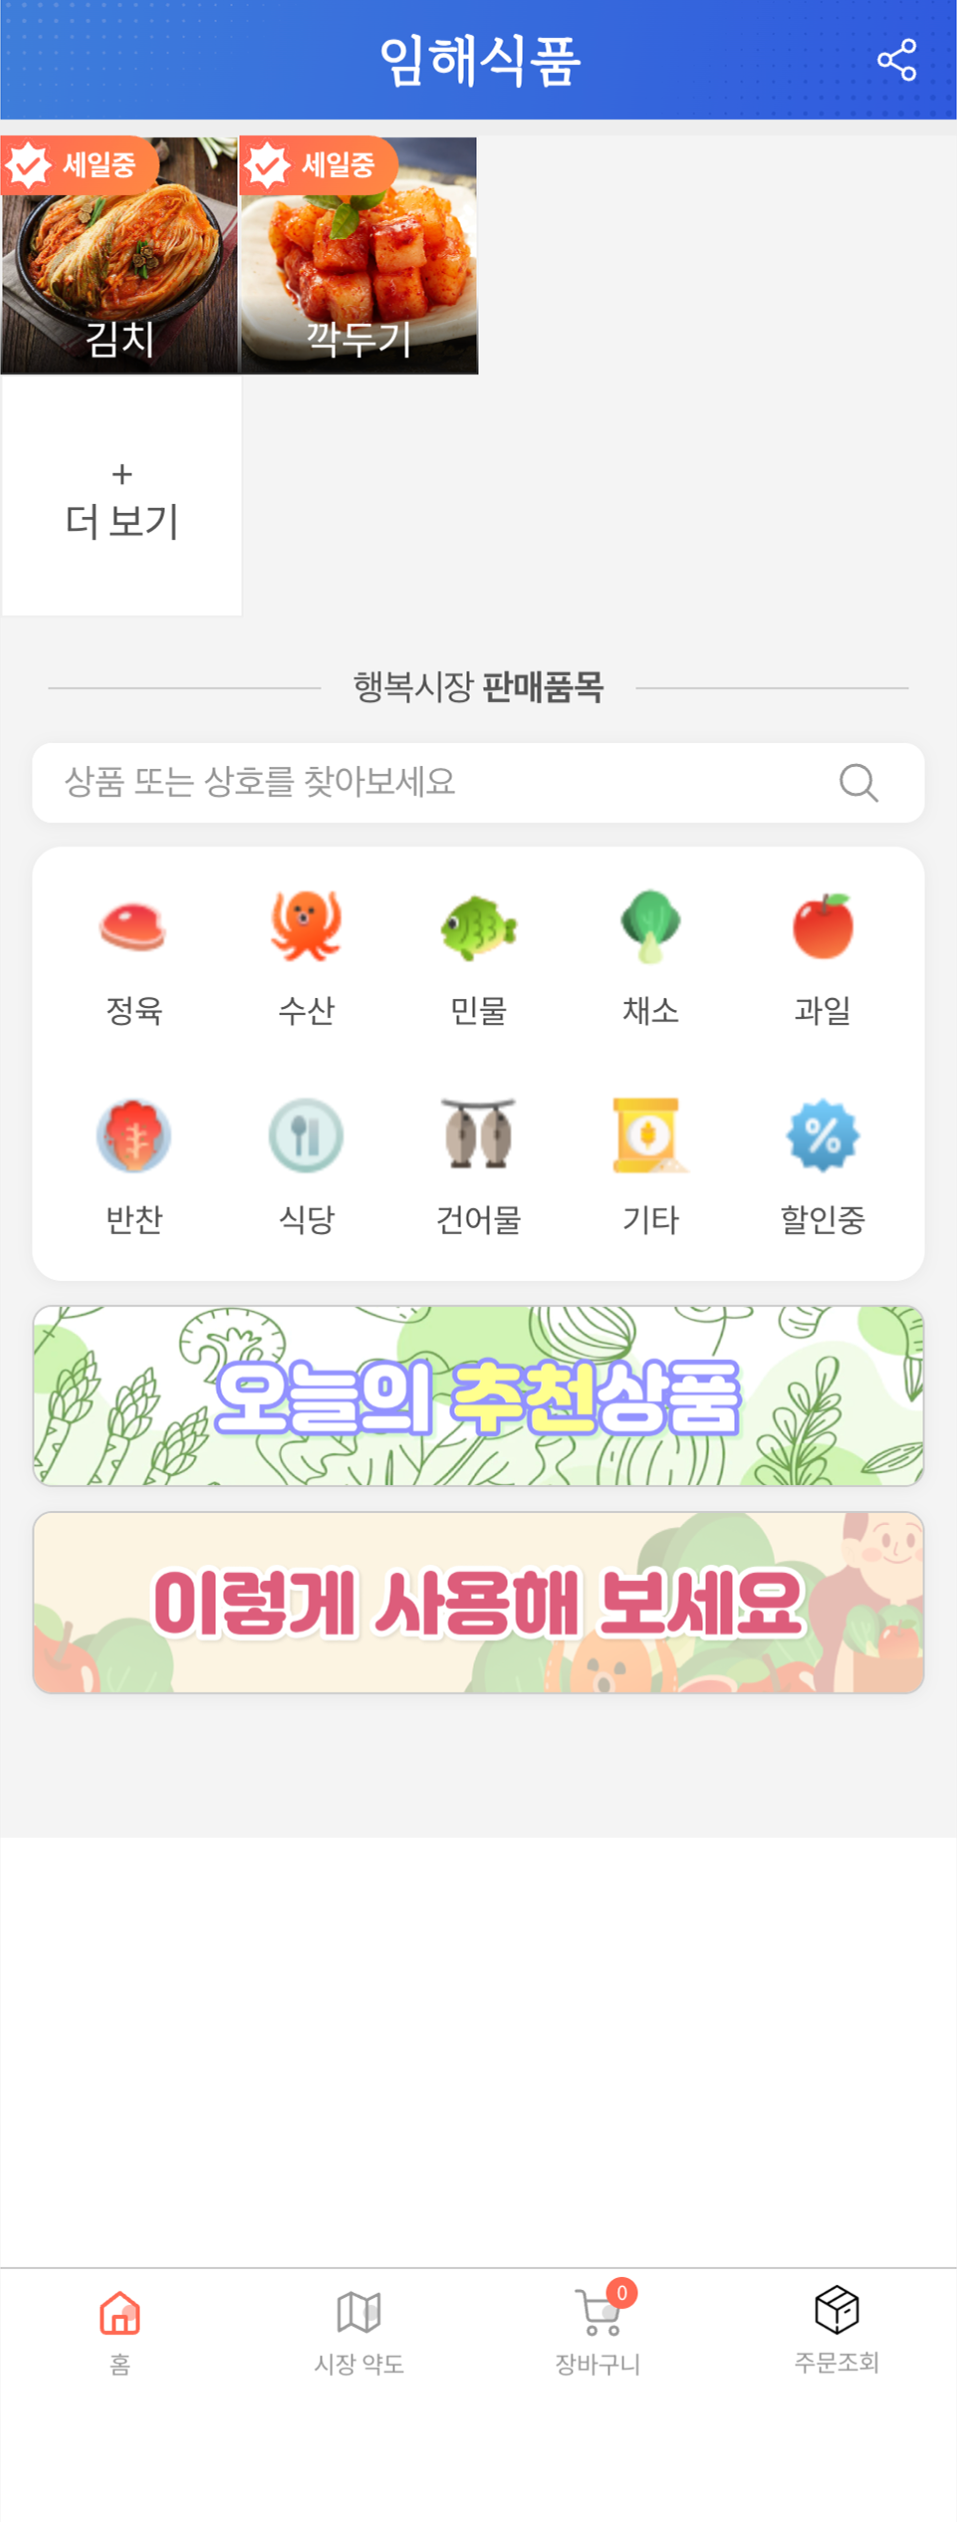 임해식품
세일중 세일중
김치 깍두기
+
더 보기
행복시장 판매품목
상품 또는 상호를 찾아보세요
정육 수산 민물 채소 과일
%
반찬 식당 건어물 기타 할인중
오늘의 추천상품
이렇게 사용해 보세요
0
홈 시장 약도 장바구니 주문조회